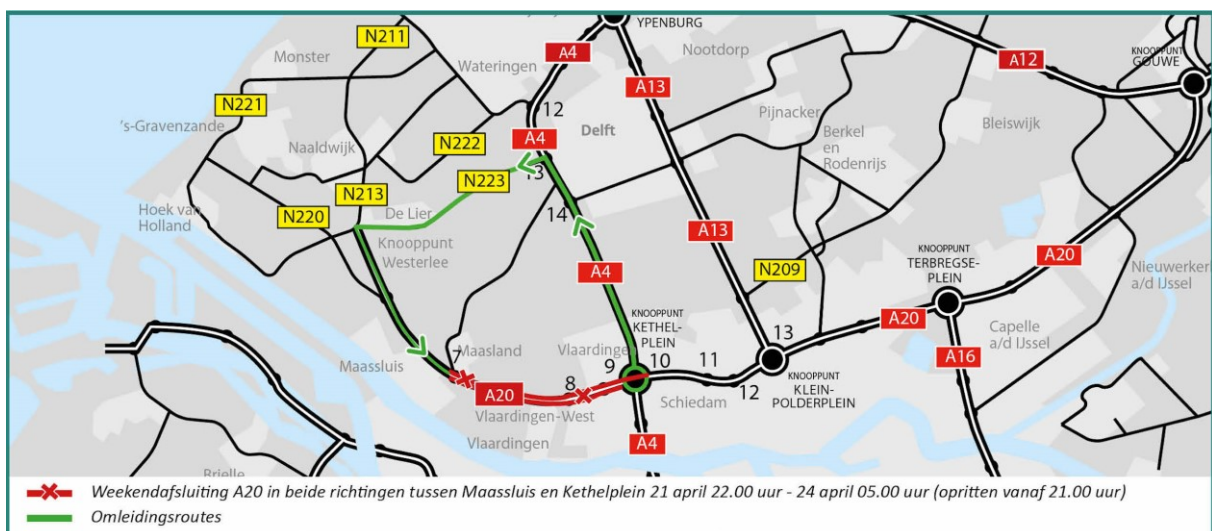 YPENBURG
N211
A4
Nootdorp
KNOOPPUNT
GOUWE
A12
Monster
Wateringen
A13
N221
12
Pijnacker
Bleiswijk
's-Gravenzande
Delft
Berkel
en
Rodenrijs
Naaldwijk
N222
A4
13
N223
N213
De Lier
14
Hoek van
Holland
N220
Knooppunt
Westerlee
A13
KNOOPPUNT
TERBREGSE-
PLEIN
A20
A4
N209
Nieuwerker
a/d IJssel
KNOOPPUNT
KETHEL-
PLEIN
13
A20
Capelle
a/d IJssel
Maassluis
7
Maasland
Vlaardingen
9
10
11
A16
8
12
KNOOPPUNT
KLEIN-
POLDERPLEIN
A20
Vlaardingen-West
Schiedam
Vlaardingen
A4
Brielle
Weekendafsluiting A20 in beide richtingen tussen Maassluis en Kethelplein 21 april 22.00 uur - 24 april 05.00 uur (opritten vanaf 21.00 uur)
Omleidingsroutes